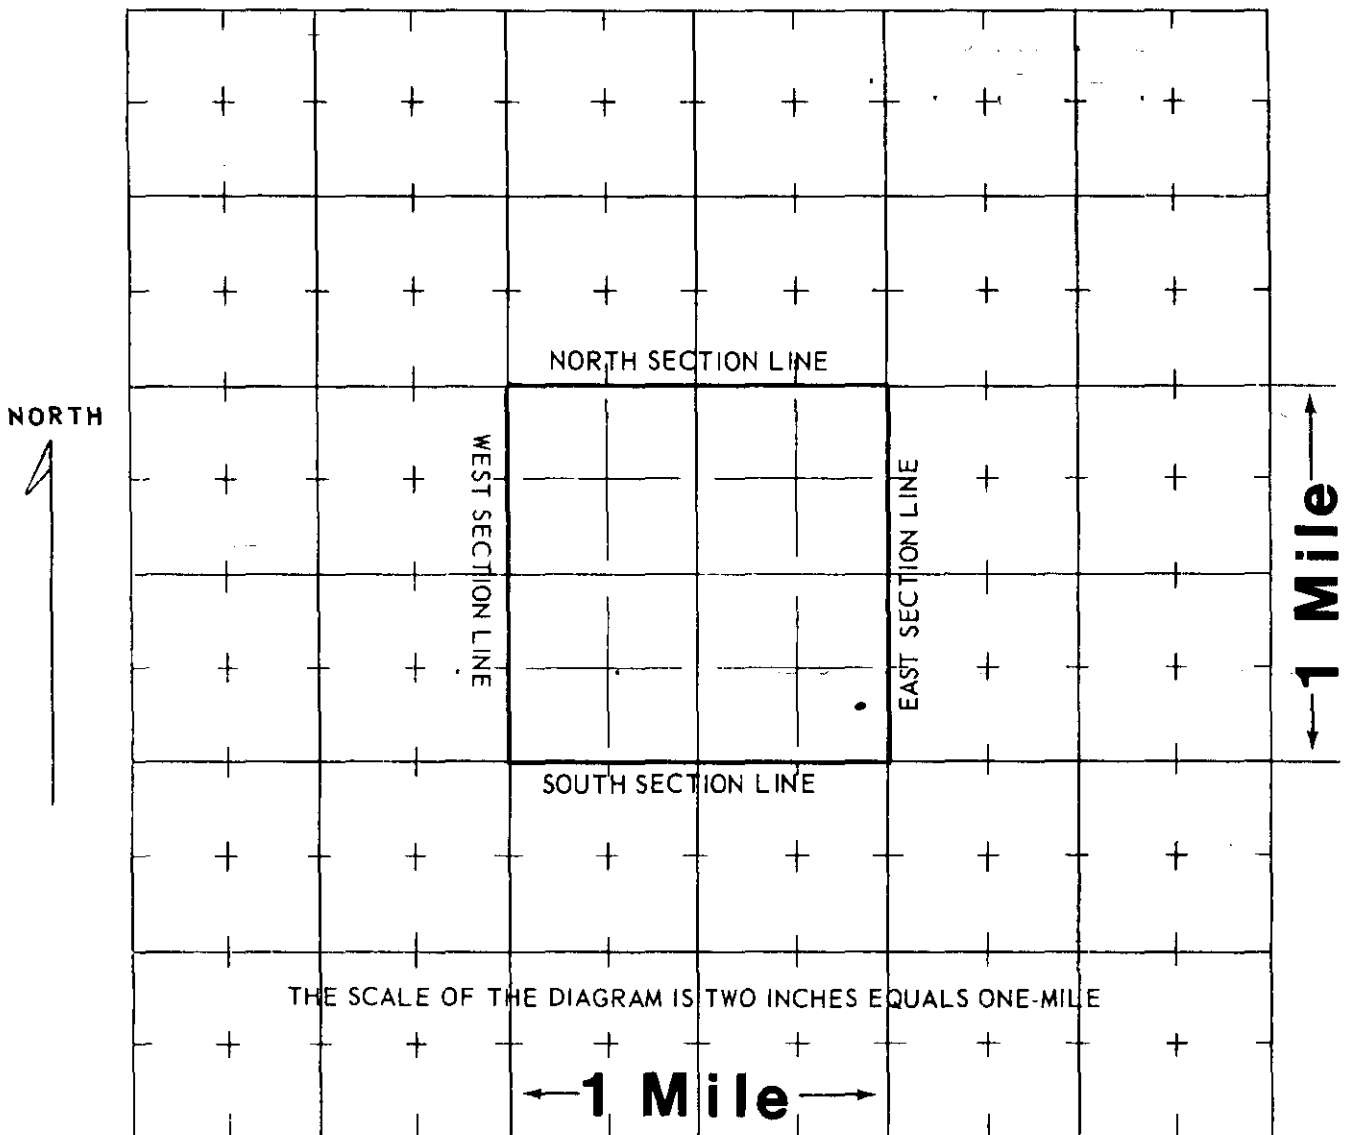 NORTH SECTION LINE
NORTH
WEST SECTION LINE
EAST SECTION LINE
1 Mile
SOUTH SECTION LINE
THE SCALE OF THE DIAGRAM IS TWO INCHES EQUALS ONE-MILE
1 Mile